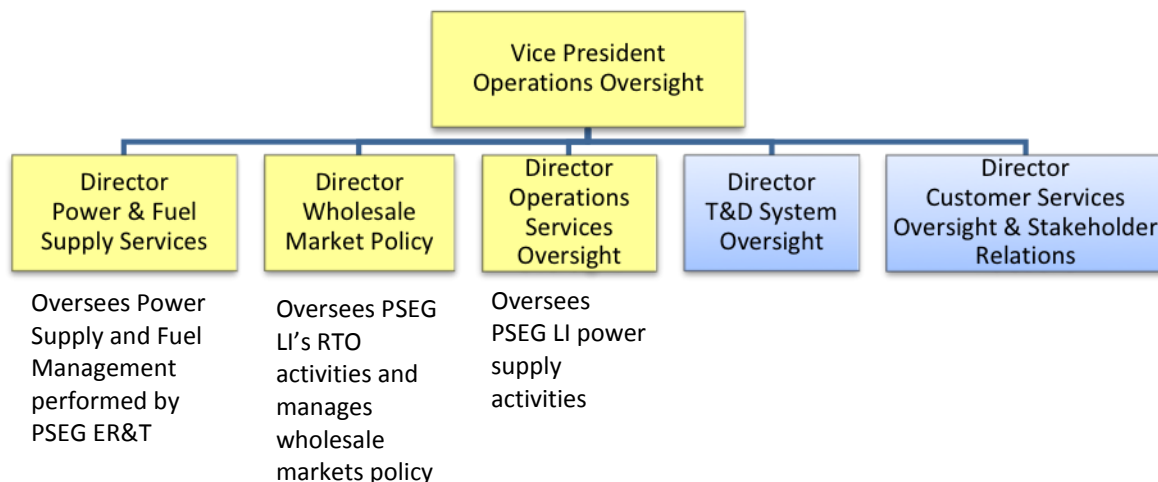 Vice President
Operations Oversight
Director
Power & Fuel
Supply Services
Director
Wholesale
Market Policy
Director
Operations
Services
Oversight
Director
T&D System
Oversight
Director
Customer Services
Oversight & Stakeholder
Relations
Oversees Power
Supply and Fuel
Management
performed by
PSEG ER&T
Oversees PSEG
LI’s RTO
activities and
manages
wholesale
markets policy
Oversees
PSEG LI power
supply
activities